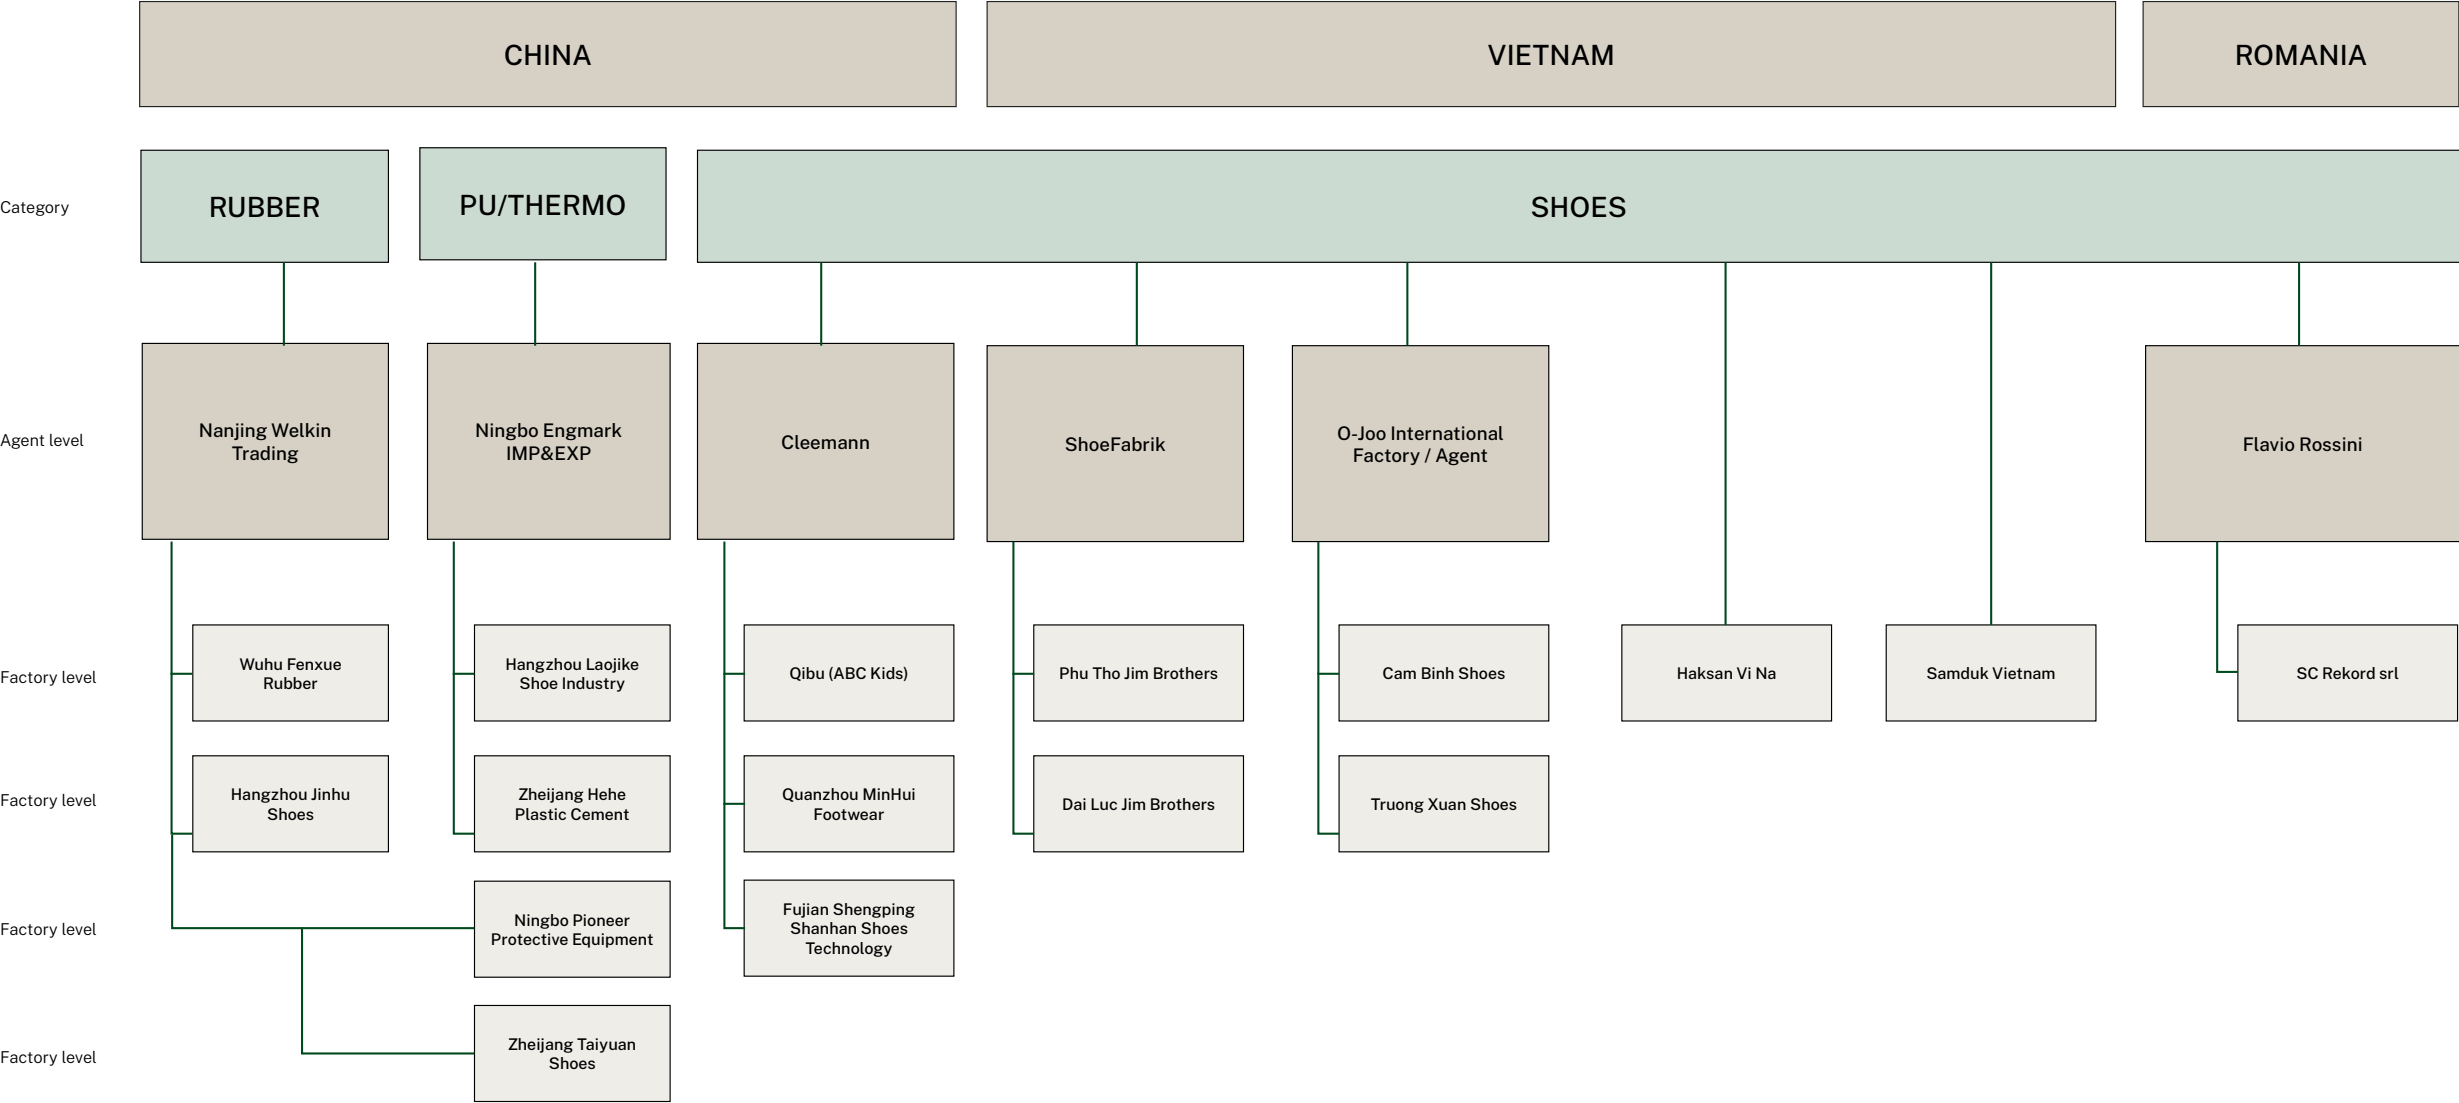 CHINA
VIETNAM
ROMANIA
Category
RUBBER
PU/THERMO
SHOES
Agent level
Nanjing Welkin
Trading
Ningbo Engmark
IMP&EXP
Cleemann
ShoeFabrik
O-Joo International
Factory / Agent
Flavio Rossini
Factory level
Wuhu Fenxue
Rubber
Hangzhou Laojike
Shoe Industry
Qibu (ABC Kids)
Phu Tho Jim Brothers
Cam Binh Shoes
Haksan Vi Na
Samduk Vietnam
SC Rekord srl
Factory level
Hangzhou Jinhu
Shoes
Zheijang Hehe
Plastic Cement
Quanzhou MinHui
Footwear
Dai Luc Jim Brothers
Truong Xuan Shoes
Factory level
Ningbo Pioneer
Protective Equipment
Fujian Shengping
Shanhan Shoes
Technology
Factory level
Zheijang Taiyuan
Shoes